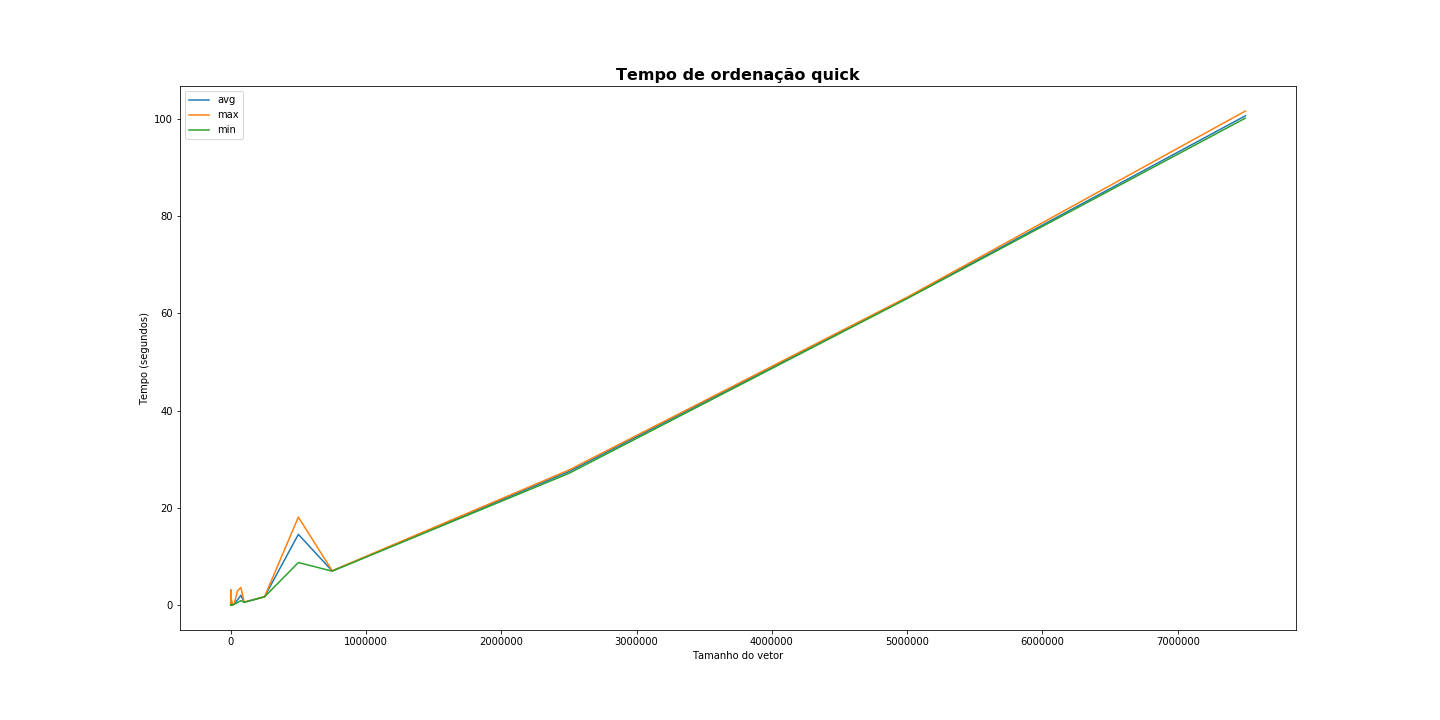 Tempo de ordenação quick
avg
max
min
Tempo (segundos)
100
80
60
40
20
0
0 1000000 2000000 3000000 4000000 5000000 6000000 7000000
Tamanho do vetor